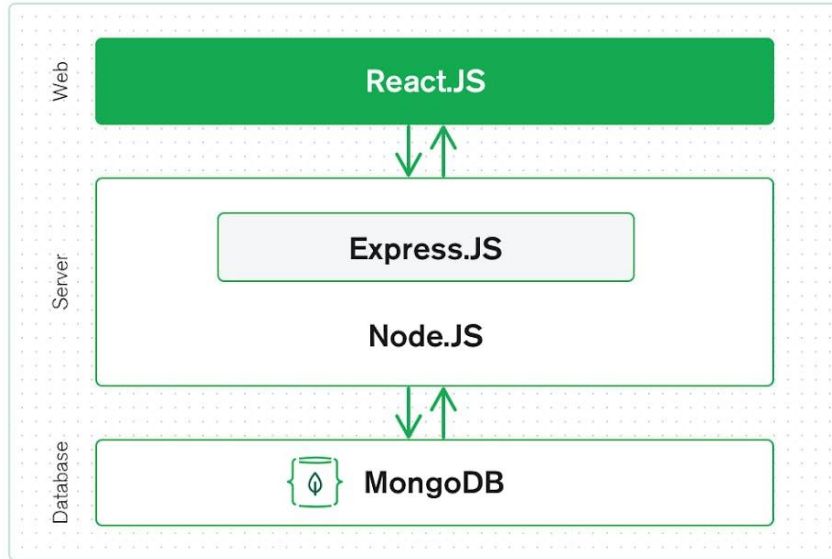 Web
React.JS
Server
Express.JS
Node.JS
Database
MongoDB